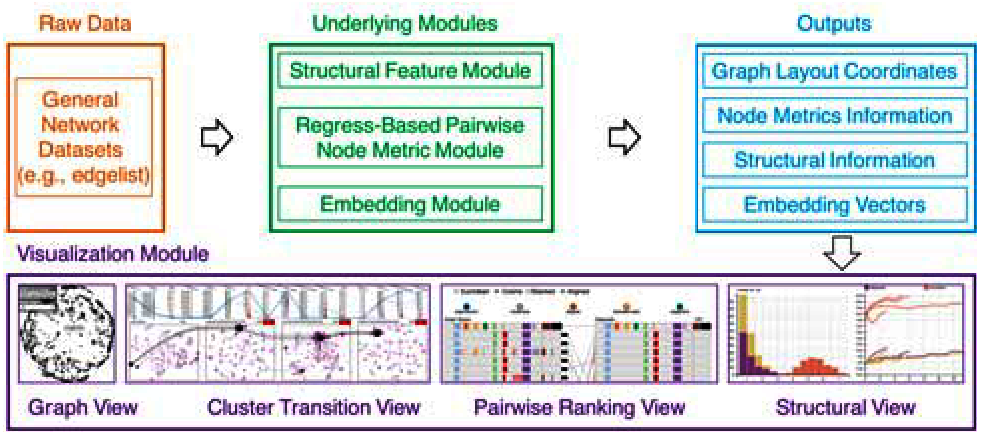 Raw Data
Underlying Modules
Outputs
General
Network
Datasets
(e.g., edgelist)
Structural Feature Module
Regress-Based Pairwise
Node Metric Module
Embedding Module
Graph Layout Coordinates
Node Metrics Information
Structural Information
Embedding Vectors
Visualization Module
Graph View
Cluster Transition View
Pairwise Ranking View
Structural View